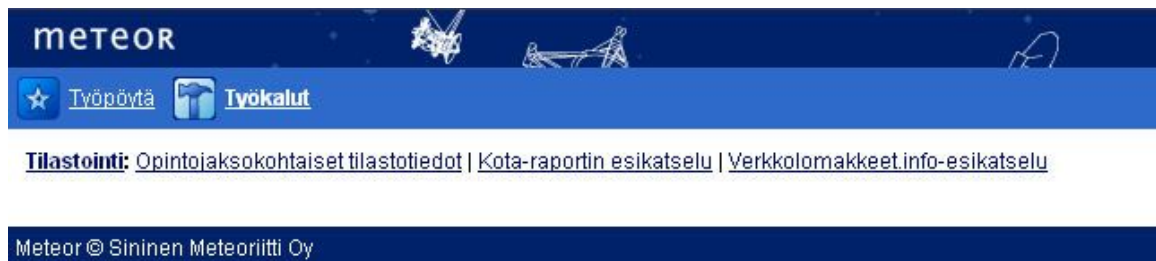 meteor
Työpöytä Työkalut
Tilastointi: Opintojaksokohtaiset tilastotiedot | Kota-raportin esikatselu | Verkkolomakkeet.info-esikatselu
Meteor © Sininen Meteoriitti Oy